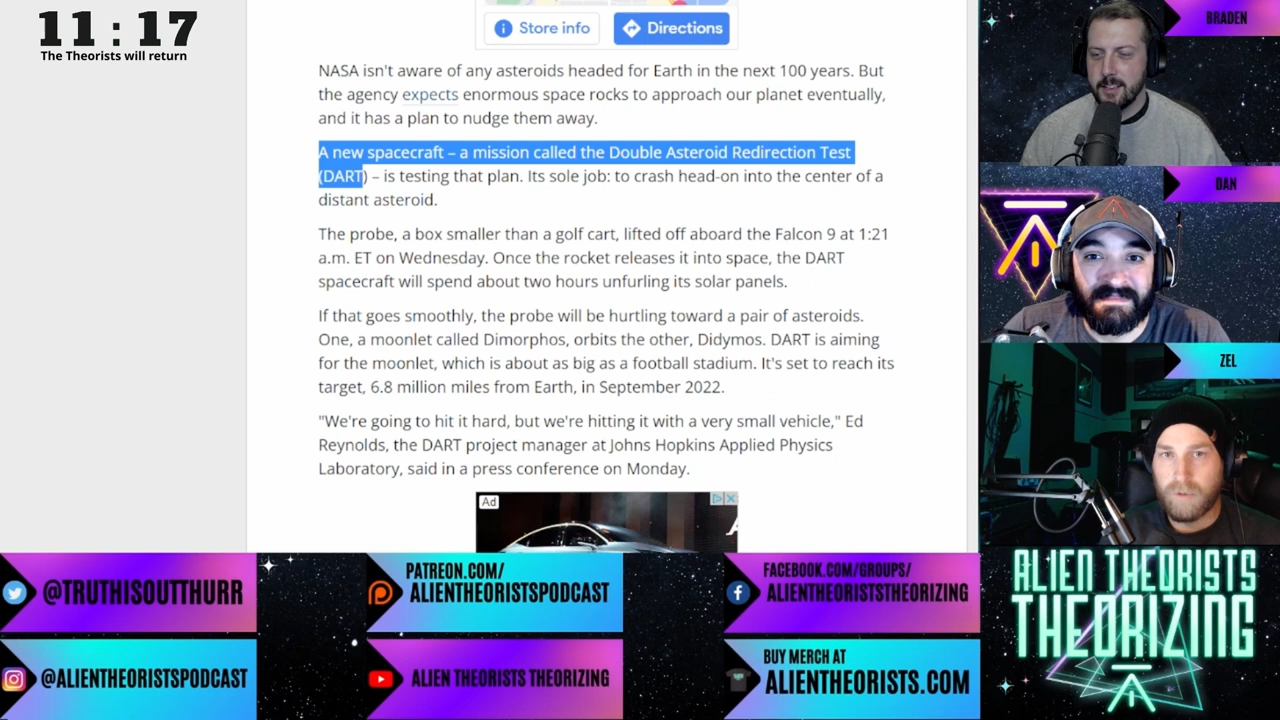 11 : 17
The Theorists will return
Store info
Directions
NASA isn't aware of any asteroids headed for Earth in the next 100 years. But
the agency expects enormous space rocks to approach our planet eventually,
and it has a plan to nudge them away.
A new spacecraft – a mission called the Double Asteroid Redirection Test
(DART) – is testing that plan. Its sole job: to crash head-on into the center of a
distant asteroid.
The probe, a box smaller than a golf cart, lifted off aboard the Falcon 9 at 1:21
a.m. ET on Wednesday. Once the rocket releases it into space, the DART
spacecraft will spend about two hours unfurling its solar panels.
If that goes smoothly, the probe will be hurtling toward a pair of asteroids.
One, a moonlet called Dimorphos, orbits the other, Didymos. DART is aiming
for the moonlet, which is about as big as a football stadium. It's set to reach its
target, 6.8 million miles from Earth, in September 2022.
"We're going to hit it hard, but we're hitting it with a very small vehicle," Ed
Reynolds, the DART project manager at Johns Hopkins Applied Physics
Laboratory, said in a press conference on Monday.
Ad
BRADEN
DAN
ZEL
@TRUTHISOUTTHURR
PATREON.COM/
ALIENTHEORISTSPODCAST
FACEBOOK.COM/GROUPS/
ALIENTHEORISTSTHEORIZING
@ALIENTHEORISTSPODCAST
ALIEN THEORISTS THEORIZING
BUY MERCH AT
ALIENTHEORISTS.COM
ALIEN THEORISTS
THEORIZING